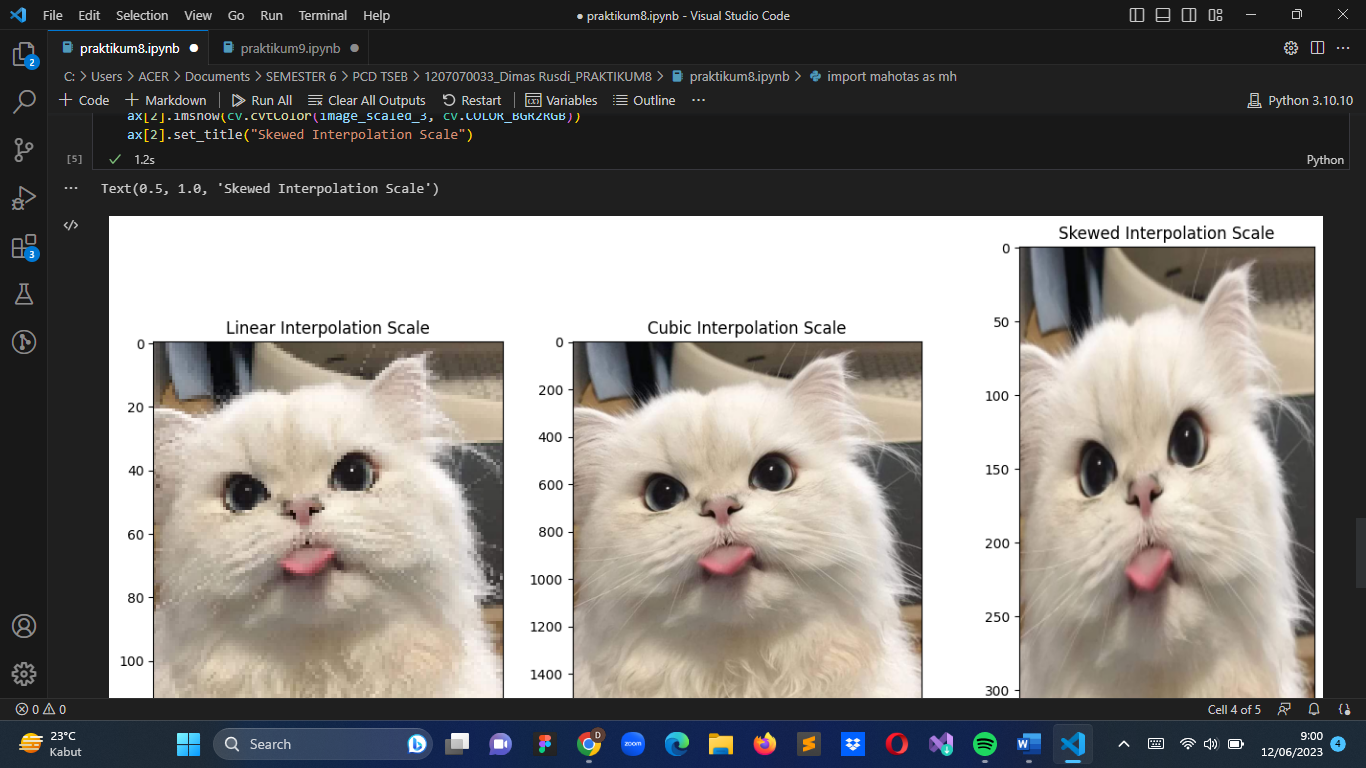 File Edit Selection View Go Run Terminal Help
● praktikum8.ipynb - Visual Studio Code
praktikum8.ipynb ●
praktikum9.ipynb ●
C: > Users > ACER > Documents > SEMESTER 6 > PCD TSEB > 1207070033_Dimas Rusdi_PRAKTIKUM8 > praktikum8.ipynb > import mahotas as mh
+ Code + Markdown | Run All Clear All Outputs Restart | Variables Outline ···
Python 3.10.10
ax[2].imshow(cv.cvtColor(image_scaled_3, cv.COLOR_BGR2RGB))
ax[2].set_title("Skewed Interpolation Scale")
[5] ✓ 1.2s
Python
Text(0.5, 1.0, 'Skewed Interpolation Scale')
Linear Interpolation Scale
0
20
40
60
80
100
Cubic Interpolation Scale
0
200
400
600
800
1000
1200
1400
Skewed Interpolation Scale
0
50
100
150
200
250
300
2
3
0 0
Cell 4 of 5
23°C
Kabut
Search
D
zoom
W
9:00
12/06/2023
4